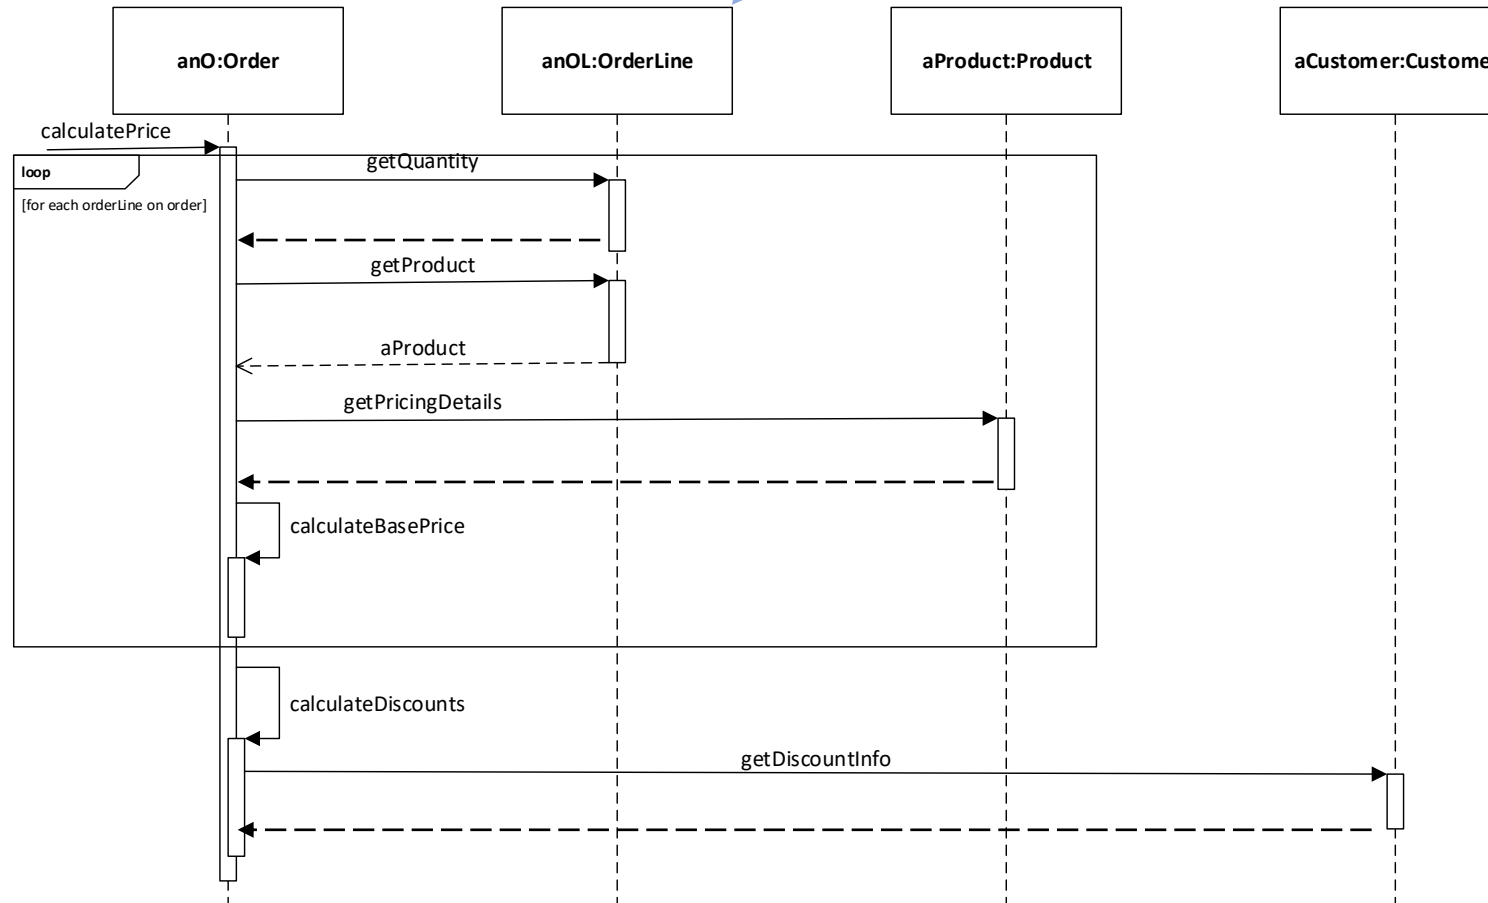 anO:Order
anOL:OrderLine
aProduct:Product
aCustomer:Custome
calculatePrice
getQuantity
loop
[for each orderLine on order]
getProduct
aProduct
getPricingDetails
calculateBasePrice
calculateDiscounts
getDiscountInfo